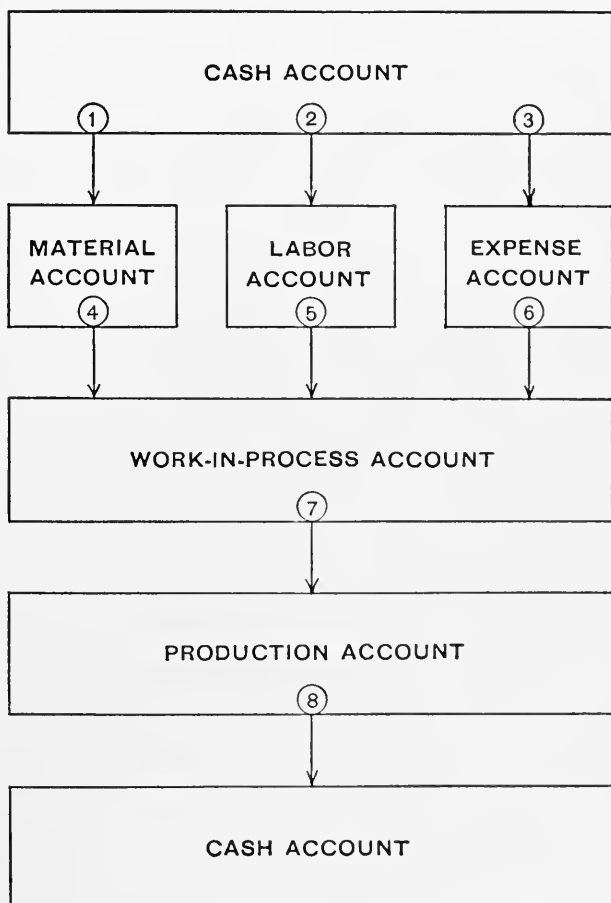 CASH ACCOUNT
1 2 3
MATERIAL ACCOUNT
4
LABOR ACCOUNT
5
EXPENSE ACCOUNT
6
WORK-IN-PROCESS ACCOUNT
7
PRODUCTION ACCOUNT
8
CASH ACCOUNT